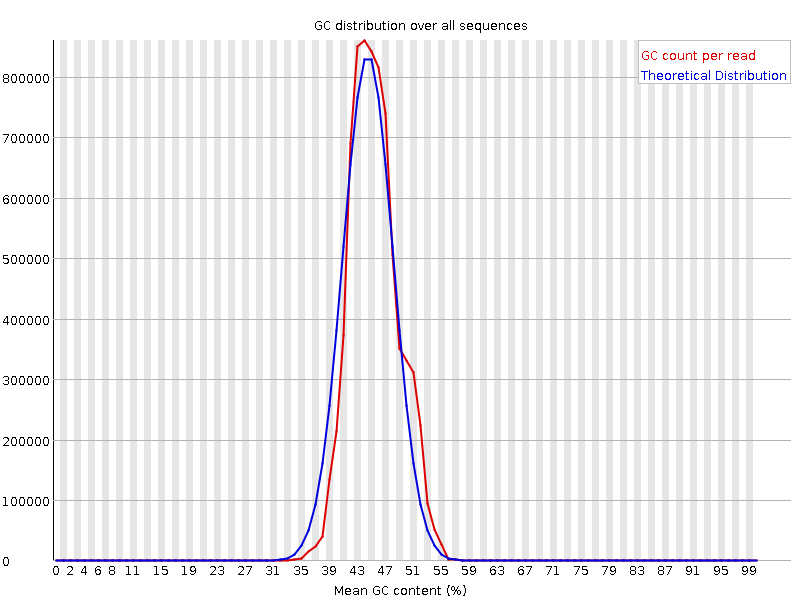 GC distribution over all sequences
GC count per read
Theoretical Distribution
800000
700000
600000
500000
400000
300000
200000
100000
0
0 2 4 6 8 11 15 19 23 27 31 35 39 43 47 51 55 59 63 67 71 75 79 83 87 91 95 99
Mean GC content (%)